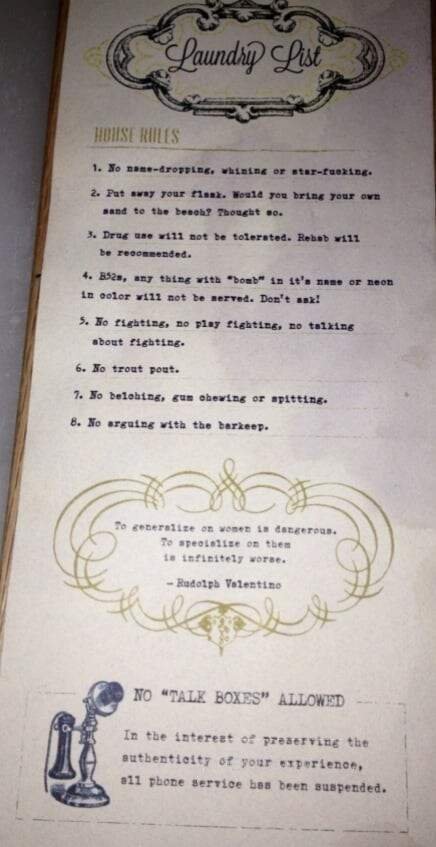 Laundry List
HOUSE RULES
1. No name-dropping, whining or star-fucking.
2. Put away your flask. Would you bring your own
sand to the beach? Thought so.
3. Drug use will not be tolerated. Rehab will
be recommended.
4. B52s, any thing with "bomb" in it's name or neon
in color will not be served. Don't ask!
5. No fighting, no play fighting, no talking
about fighting.
6. No trout pout.
7. No belching, gum chewing or spitting.
8. No arguing with the barkeep.
To generalize on women is dangerous.
To specialize on them
is infinitely worse.
- Rudolph Valentino
NO "TALK BOXES" ALLOWED
In the interest of preserving the
authenticity of your experience,
all phone service has been suspended.